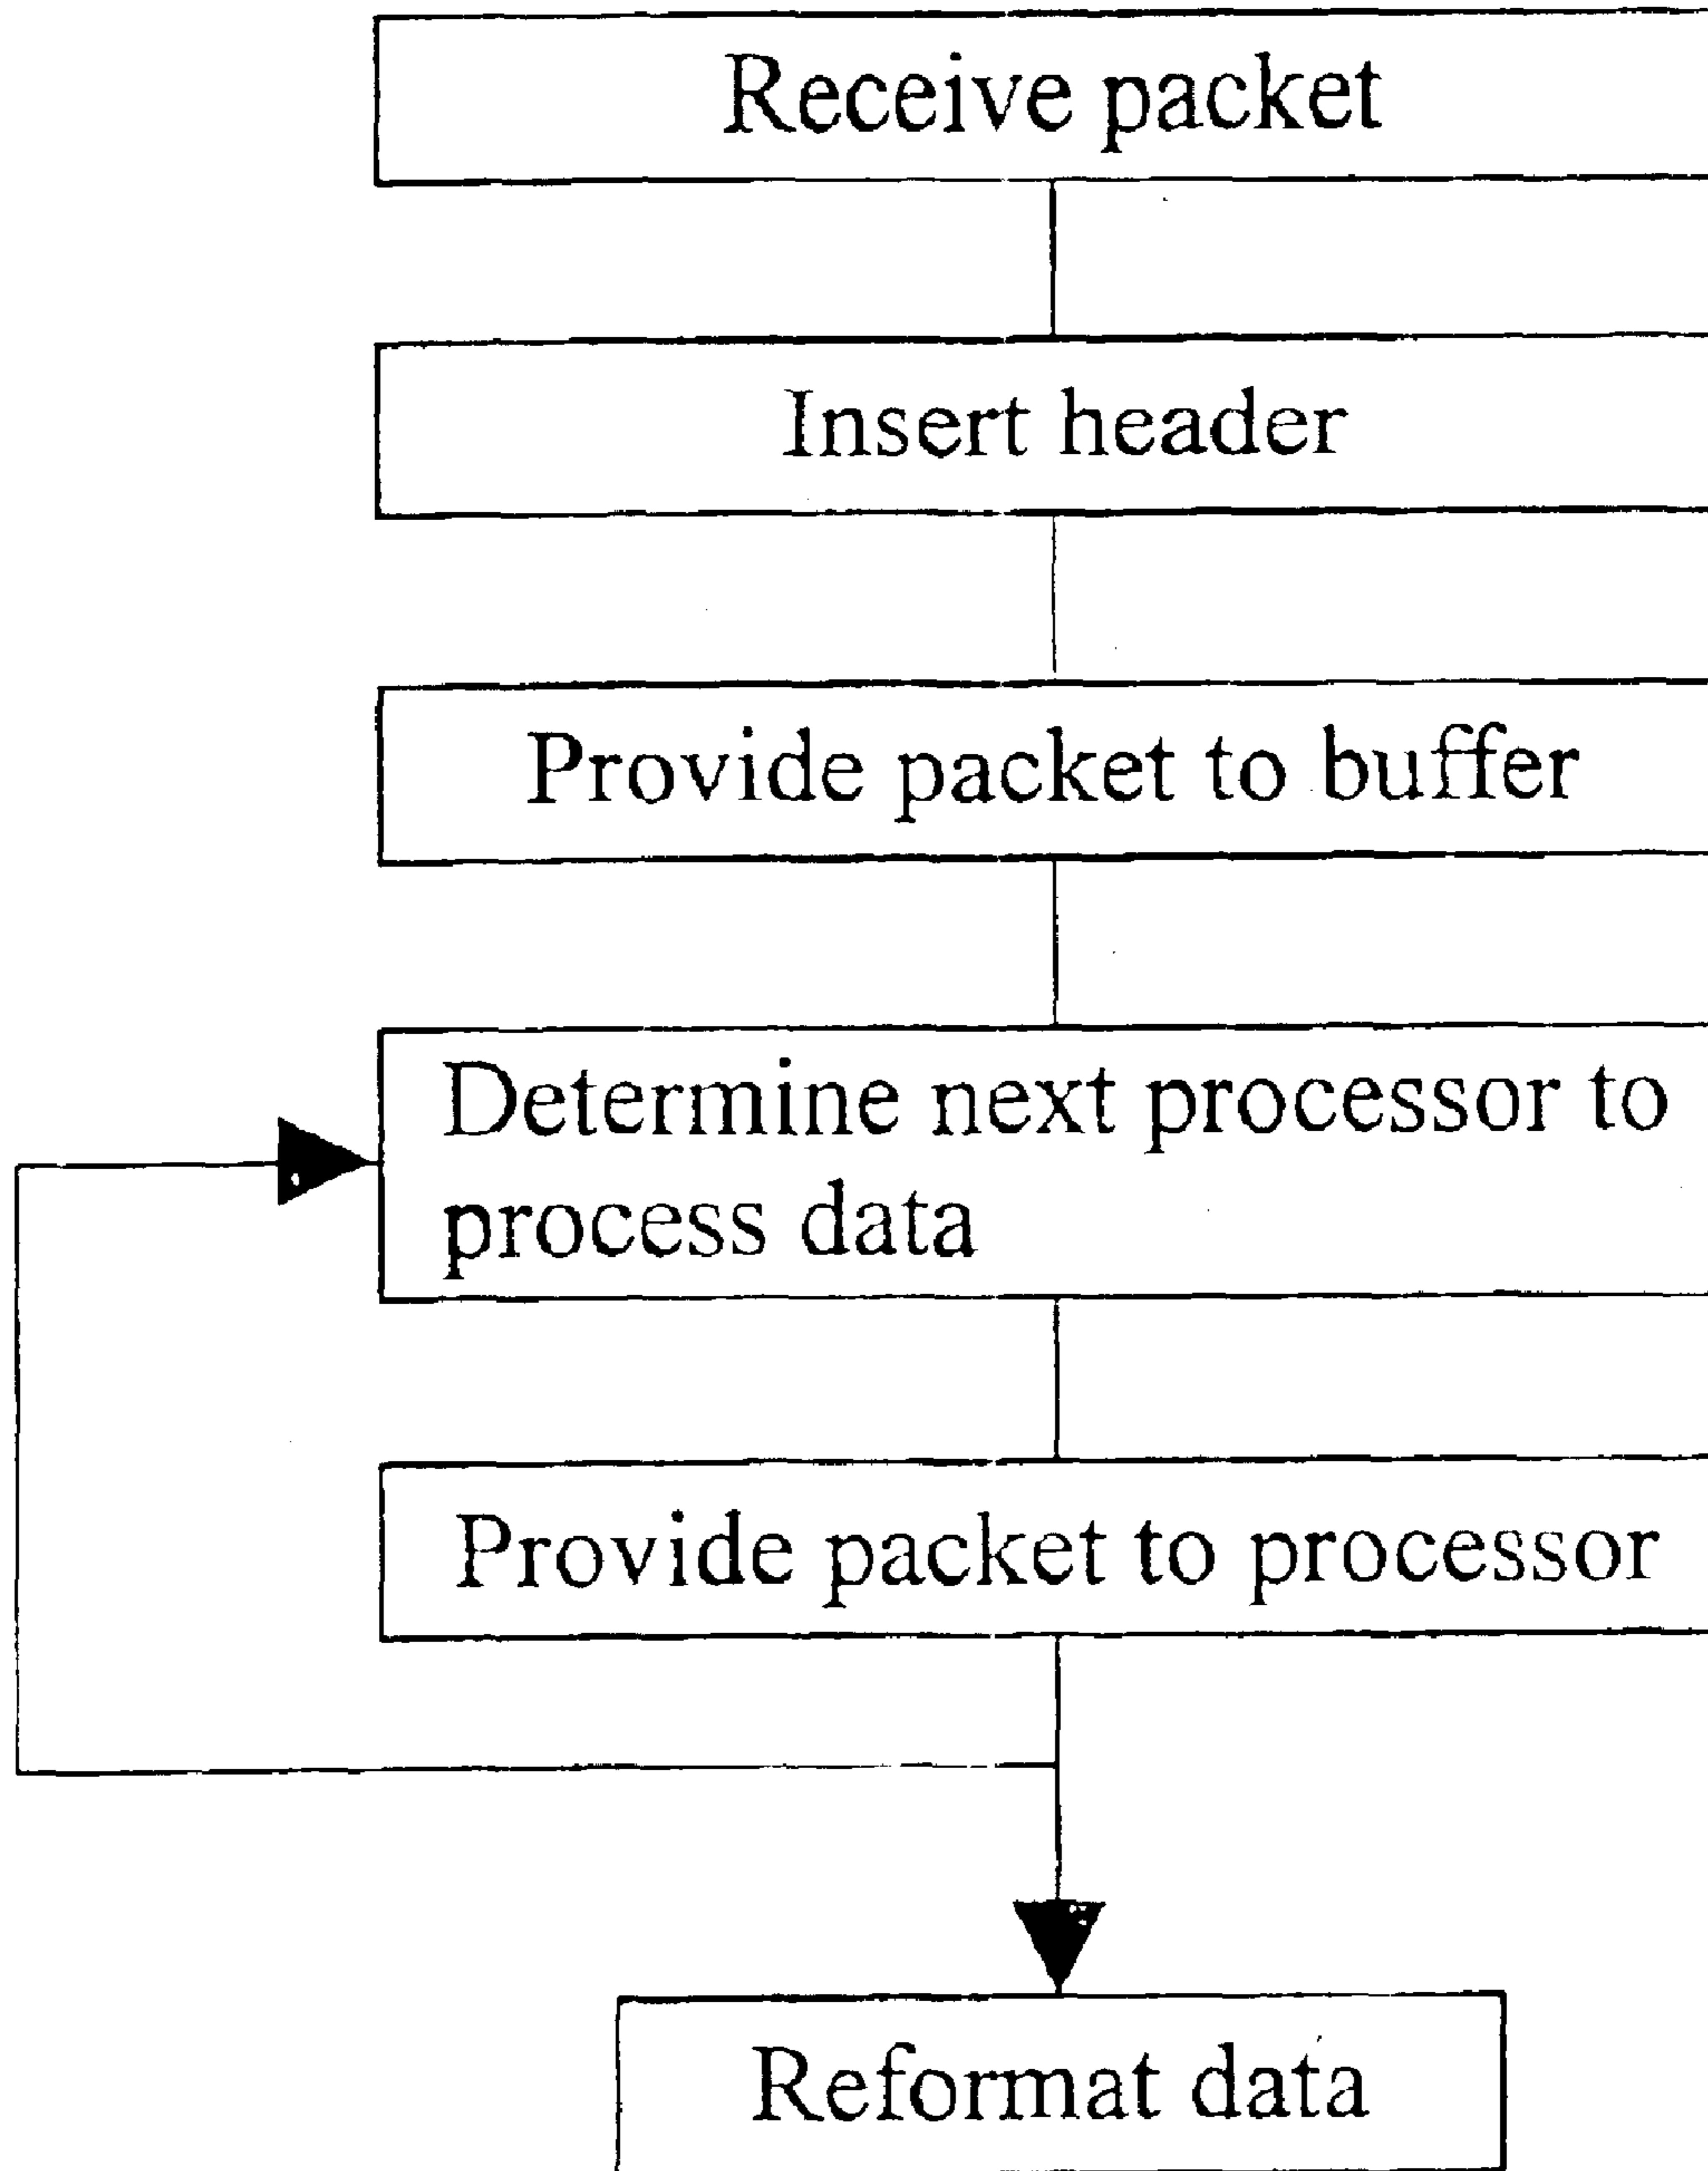 Receive packet
Insert header
Provide packet to buffer
Determine next processor to
process data
Provide packet to processor
Reformat data